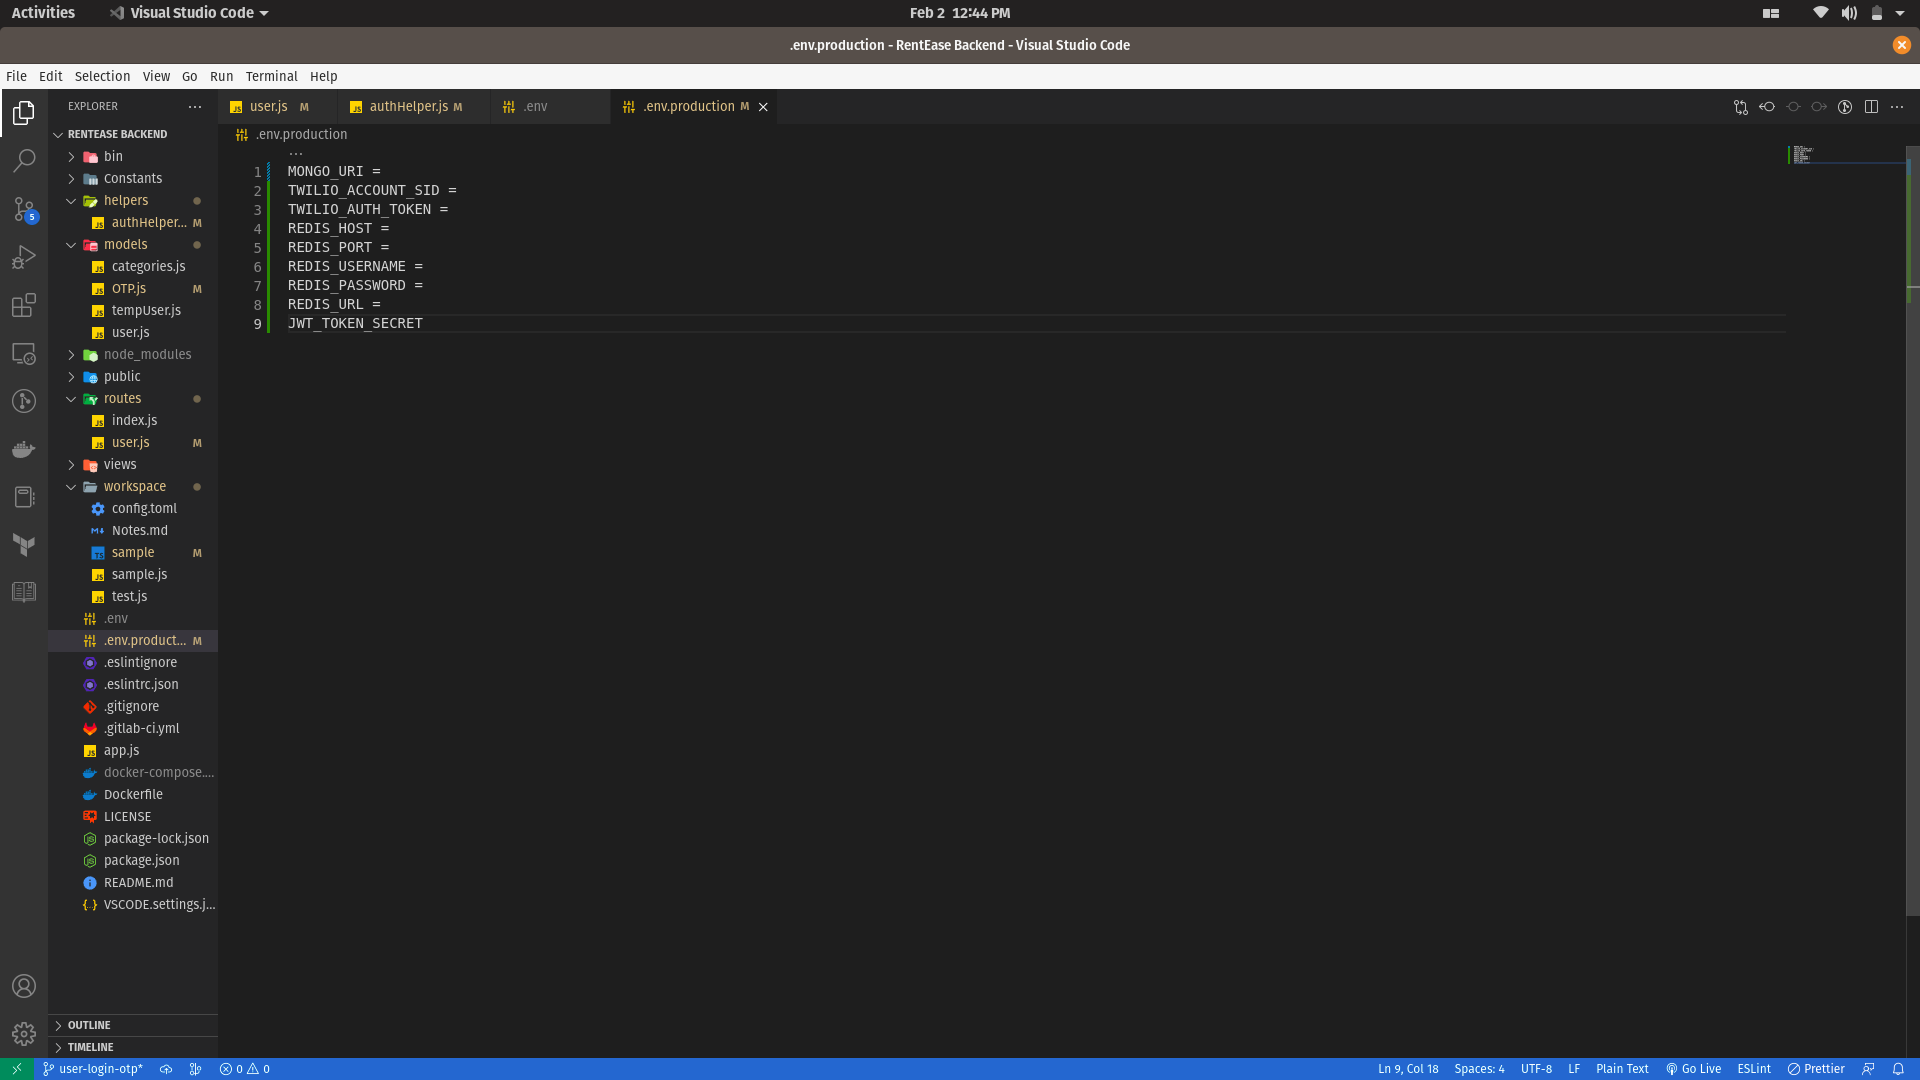 Activities Visual Studio Code Feb 2 12:44 PM
.env.production - RentEase Backend - Visual Studio Code
File Edit Selection View Go Run Terminal Help
EXPLORER
user.js M authHelper.js M .env .env.production M
RENTEASE BACKEND
.env.production
bin
Constants
helpers
authHelper... M
models
categories.js
OTP.js M
tempUser.js
user.js
node_modules
public
routes
index.js
user.js M
views
workspace
config.toml
Notes.md
sample M
sample.js
test.js
.env
.env.product... M
.eslintignore
.eslintrc.json
.gitignore
.gitlab-ci.yml
app.js
docker-compose....
Dockerfile
LICENSE
package-lock.json
package.json
README.md
VSCODE.settings.j...
OUTLINE
TIMELINE
5
...
1 MONGO_URI =
2 TWILIO_ACCOUNT_SID =
3 TWILIO_AUTH_TOKEN =
4 REDIS_HOST =
5 REDIS_PORT =
6 REDIS_USERNAME =
7 REDIS_PASSWORD =
8 REDIS_URL =
9 JWT_TOKEN_SECRET
user-login-otp* 0 0 Ln 9, Col 18 Spaces: 4 UTF-8 LF Plain Text Go Live ESLint Prettier